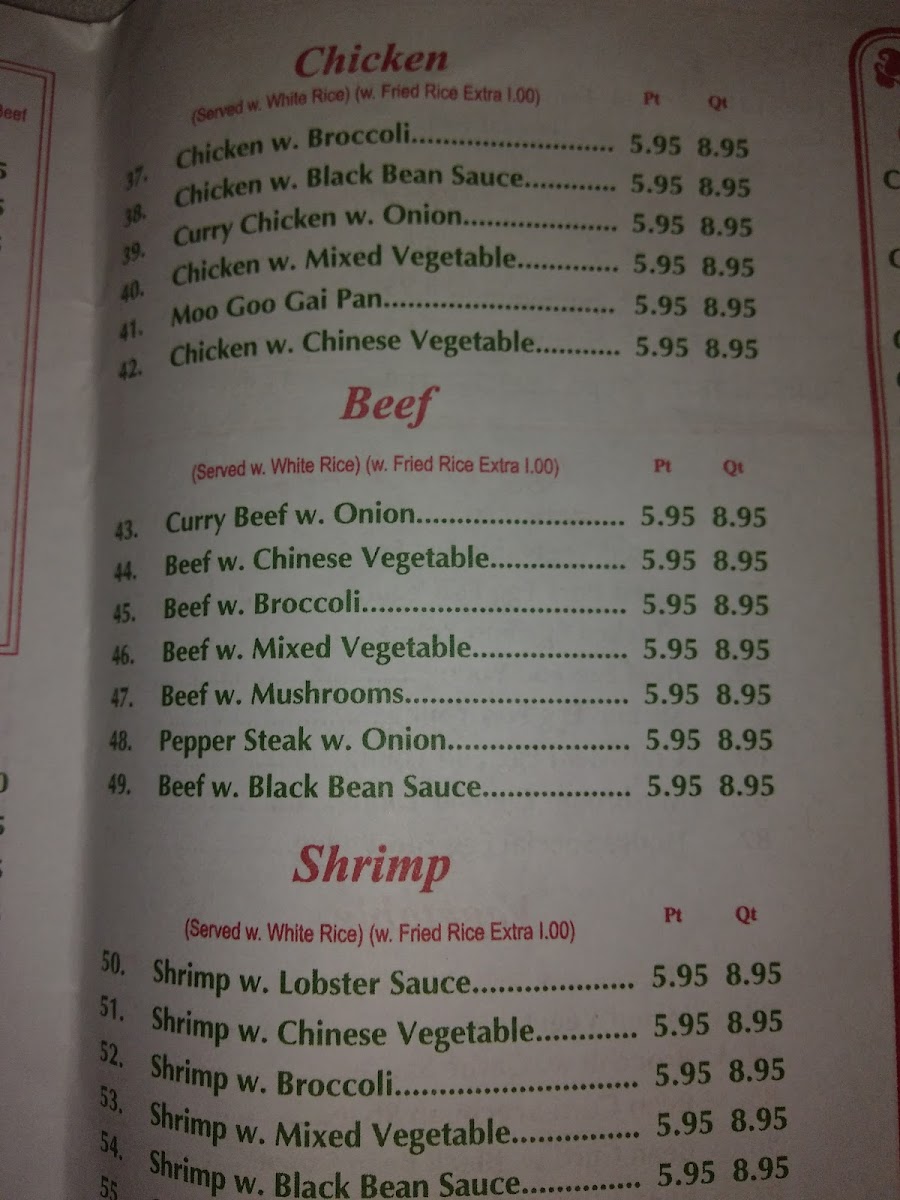 Chicken
(Served w. White Rice) (w. Fried Rice Extra 1.00) Pt Qt
37. Chicken w. Broccoli......................... 5.95 8.95
38. Chicken w. Black Bean Sauce............ 5.95 8.95
39. Curry Chicken w. Onion................... 5.95 8.95
40. Chicken w. Mixed Vegetable............. 5.95 8.95
41. Moo Goo Gai Pan............................ 5.95 8.95
42. Chicken w. Chinese Vegetable........... 5.95 8.95
Beef
(Served w. White Rice) (w. Fried Rice Extra 1.00) Pt Qt
43. Curry Beef w. Onion.......................... 5.95 8.95
44. Beef w. Chinese Vegetable................. 5.95 8.95
45. Beef w. Broccoli................................. 5.95 8.95
46. Beef w. Mixed Vegetable................... 5.95 8.95
47. Beef w. Mushrooms............................ 5.95 8.95
48. Pepper Steak w. Onion....................... 5.95 8.95
49. Beef w. Black Bean Sauce................... 5.95 8.95
Shrimp
(Served w. White Rice) (w. Fried Rice Extra 1.00) Pt Qt
50. Shrimp w. Lobster Sauce.................... 5.95 8.95
51. Shrimp w. Chinese Vegetable............. 5.95 8.95
52. Shrimp w. Broccoli.............................. 5.95 8.95
53. Shrimp w. Mixed Vegetable................ 5.95 8.95
54. Shrimp w. Black Bean Sauce............... 5.95 8.95
55